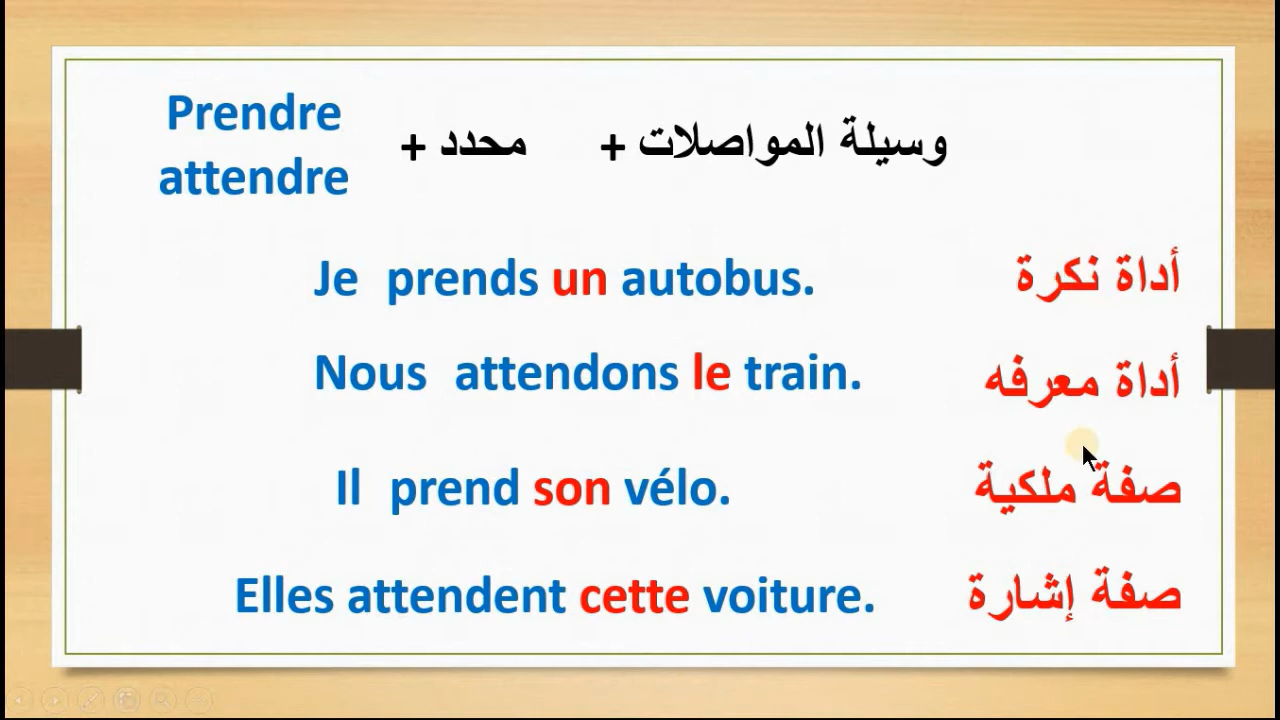 Prendre
attendre
+ محدد + وسيلة المواصلات
Je prends un autobus. أداة نكرة
Nous attendons le train. أداة معرفه
Il prend son vélo. صفة ملكية
Elles attendent cette voiture. صفة إشارة